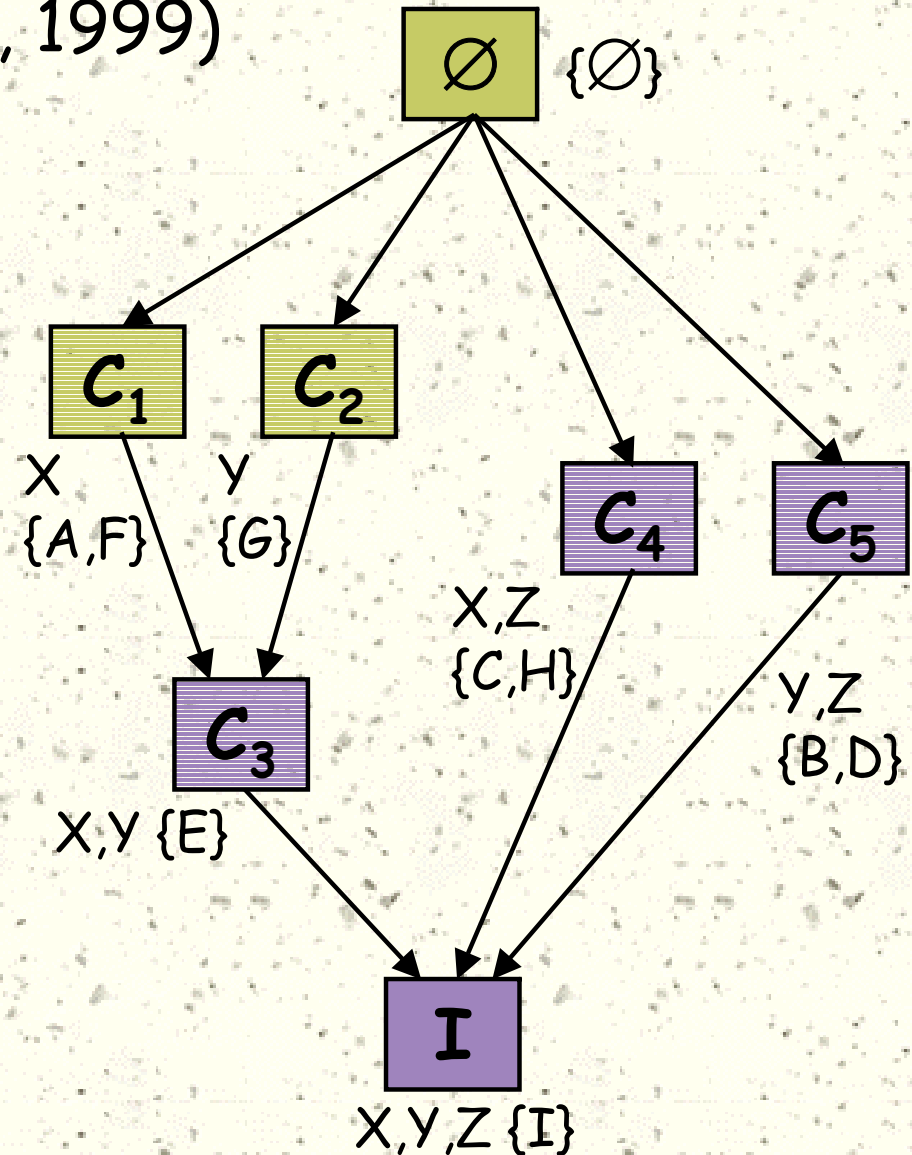 , 1999)
∅ {∅}
C1 C2
X
{A,F}
Y
{G}
C4 C5
X,Z
{C,H}
Y,Z
{B,D}
C3
X,Y {E}
I
X,Y,Z {I}